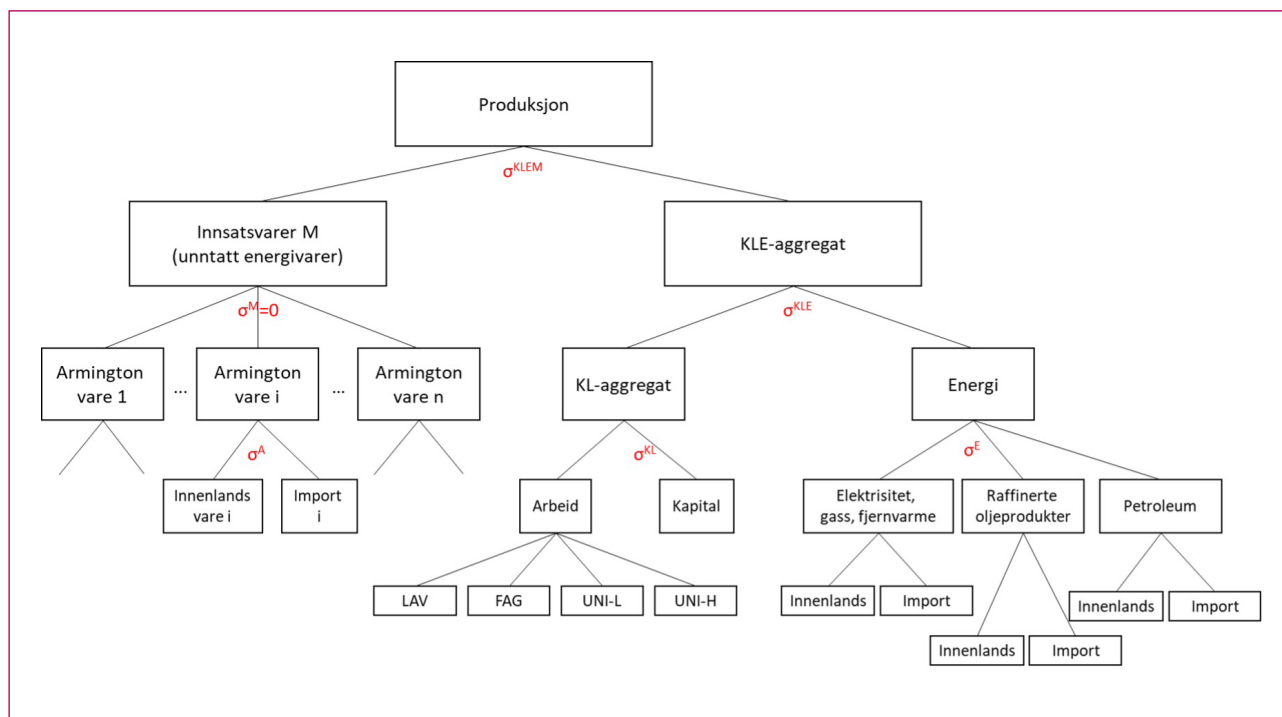 Produksjon
σKLEM
Innsatsvarer M
(unntatt energivarer)
KLE-aggregat
σM=0
σKLE
Armington
vare 1
...
Armington
vare i
...
Armington
vare n
KL-aggregat
Energi
σA
σKL
σE
Innenlands
vare i
Import
i
Arbeid
Kapital
Elektrisitet,
gass, fjernvarme
Raffinerte
oljeprodukter
Petroleum
LAV
FAG
UNI-L
UNI-H
Innenlands
Import
Innenlands
Import
Innenlands
Import